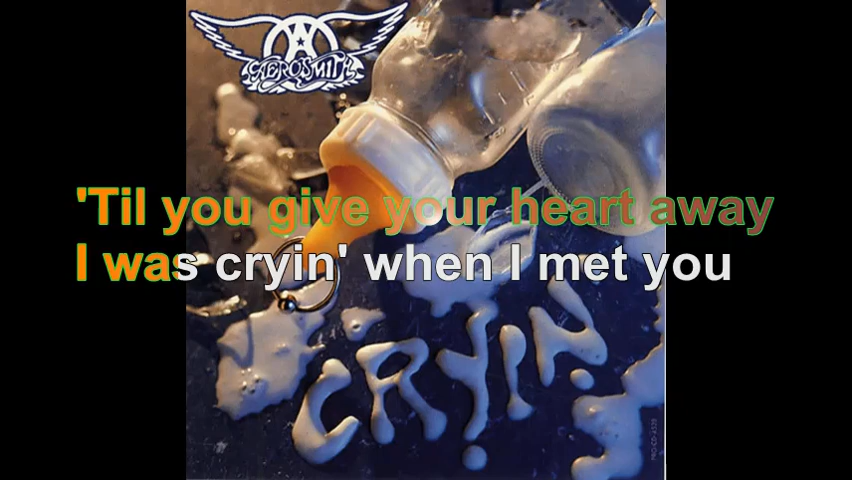 AEROSMITH
'Til you give your heart away
I was cryin' when I met you
CRYIN